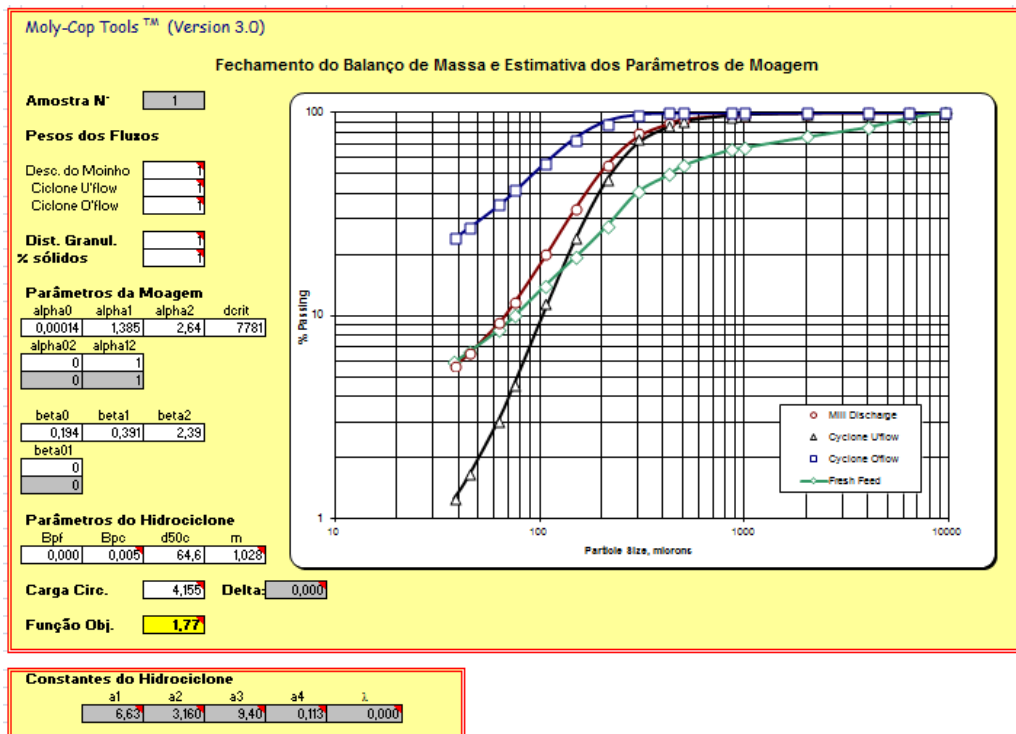 Moly-Cop Tools TM (Version 3.0)
Fechamento do Balanço de Massa e Estimativa dos Parâmetros de Moagem
Amostra N° 1
Pesos dos Fluxos
Desc. do Moinho 1
Ciclone U'flow 1
Ciclone O'flow 1
Dist. Granul. 1
% sólidos 1
Parâmetros da Moagem
alpha0 alpha1 alpha2 dcrit
0,00014 1,385 2,64 7781
alpha02 alpha12
0 1
0 1
beta0 beta1 beta2
0,194 0,391 2,39
beta01
0
0
Parâmetros do Hidrociclone
Bpf Bpc d50c m
0,000 0,005 64,6 1,028
Carga Circ. 4,155 Delta: 0,000
Função Obj. 1,77
100
10
1
% Passing
10 100 1000 10000
Particle Size, microns
Mill Discharge
Cyclone U'flow
Cyclone O'flow
Fresh Feed
Constantes do Hidrociclone
a1 a2 a3 a4 λ
6,63 3,160 9,40 0,113 0,000